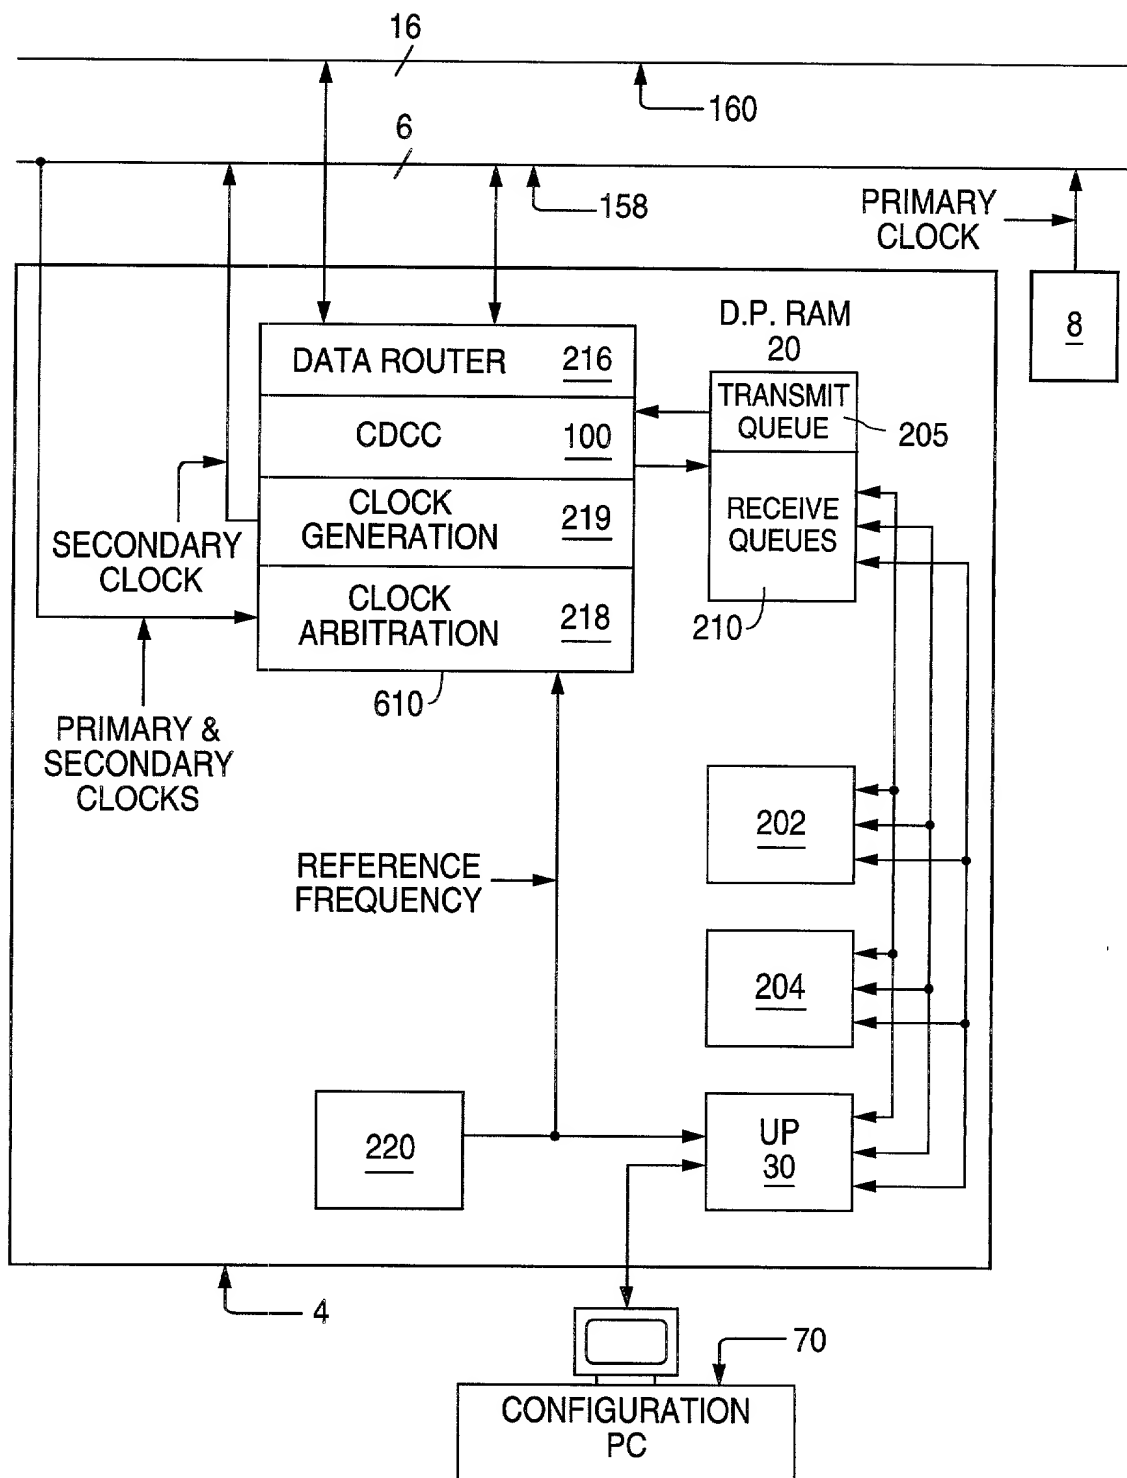 16
160
6
158
PRIMARY
CLOCK
8
D.P. RAM
20
DATA ROUTER 216
TRANSMIT
QUEUE
205
CDCC 100
CLOCK
GENERATION
219
RECEIVE
QUEUES
SECONDARY
CLOCK
CLOCK
ARBITRATION
218
210
610
PRIMARY &
SECONDARY
CLOCKS
202
REFERENCE
FREQUENCY
204
220
UP
30
4
70
CONFIGURATION
PC